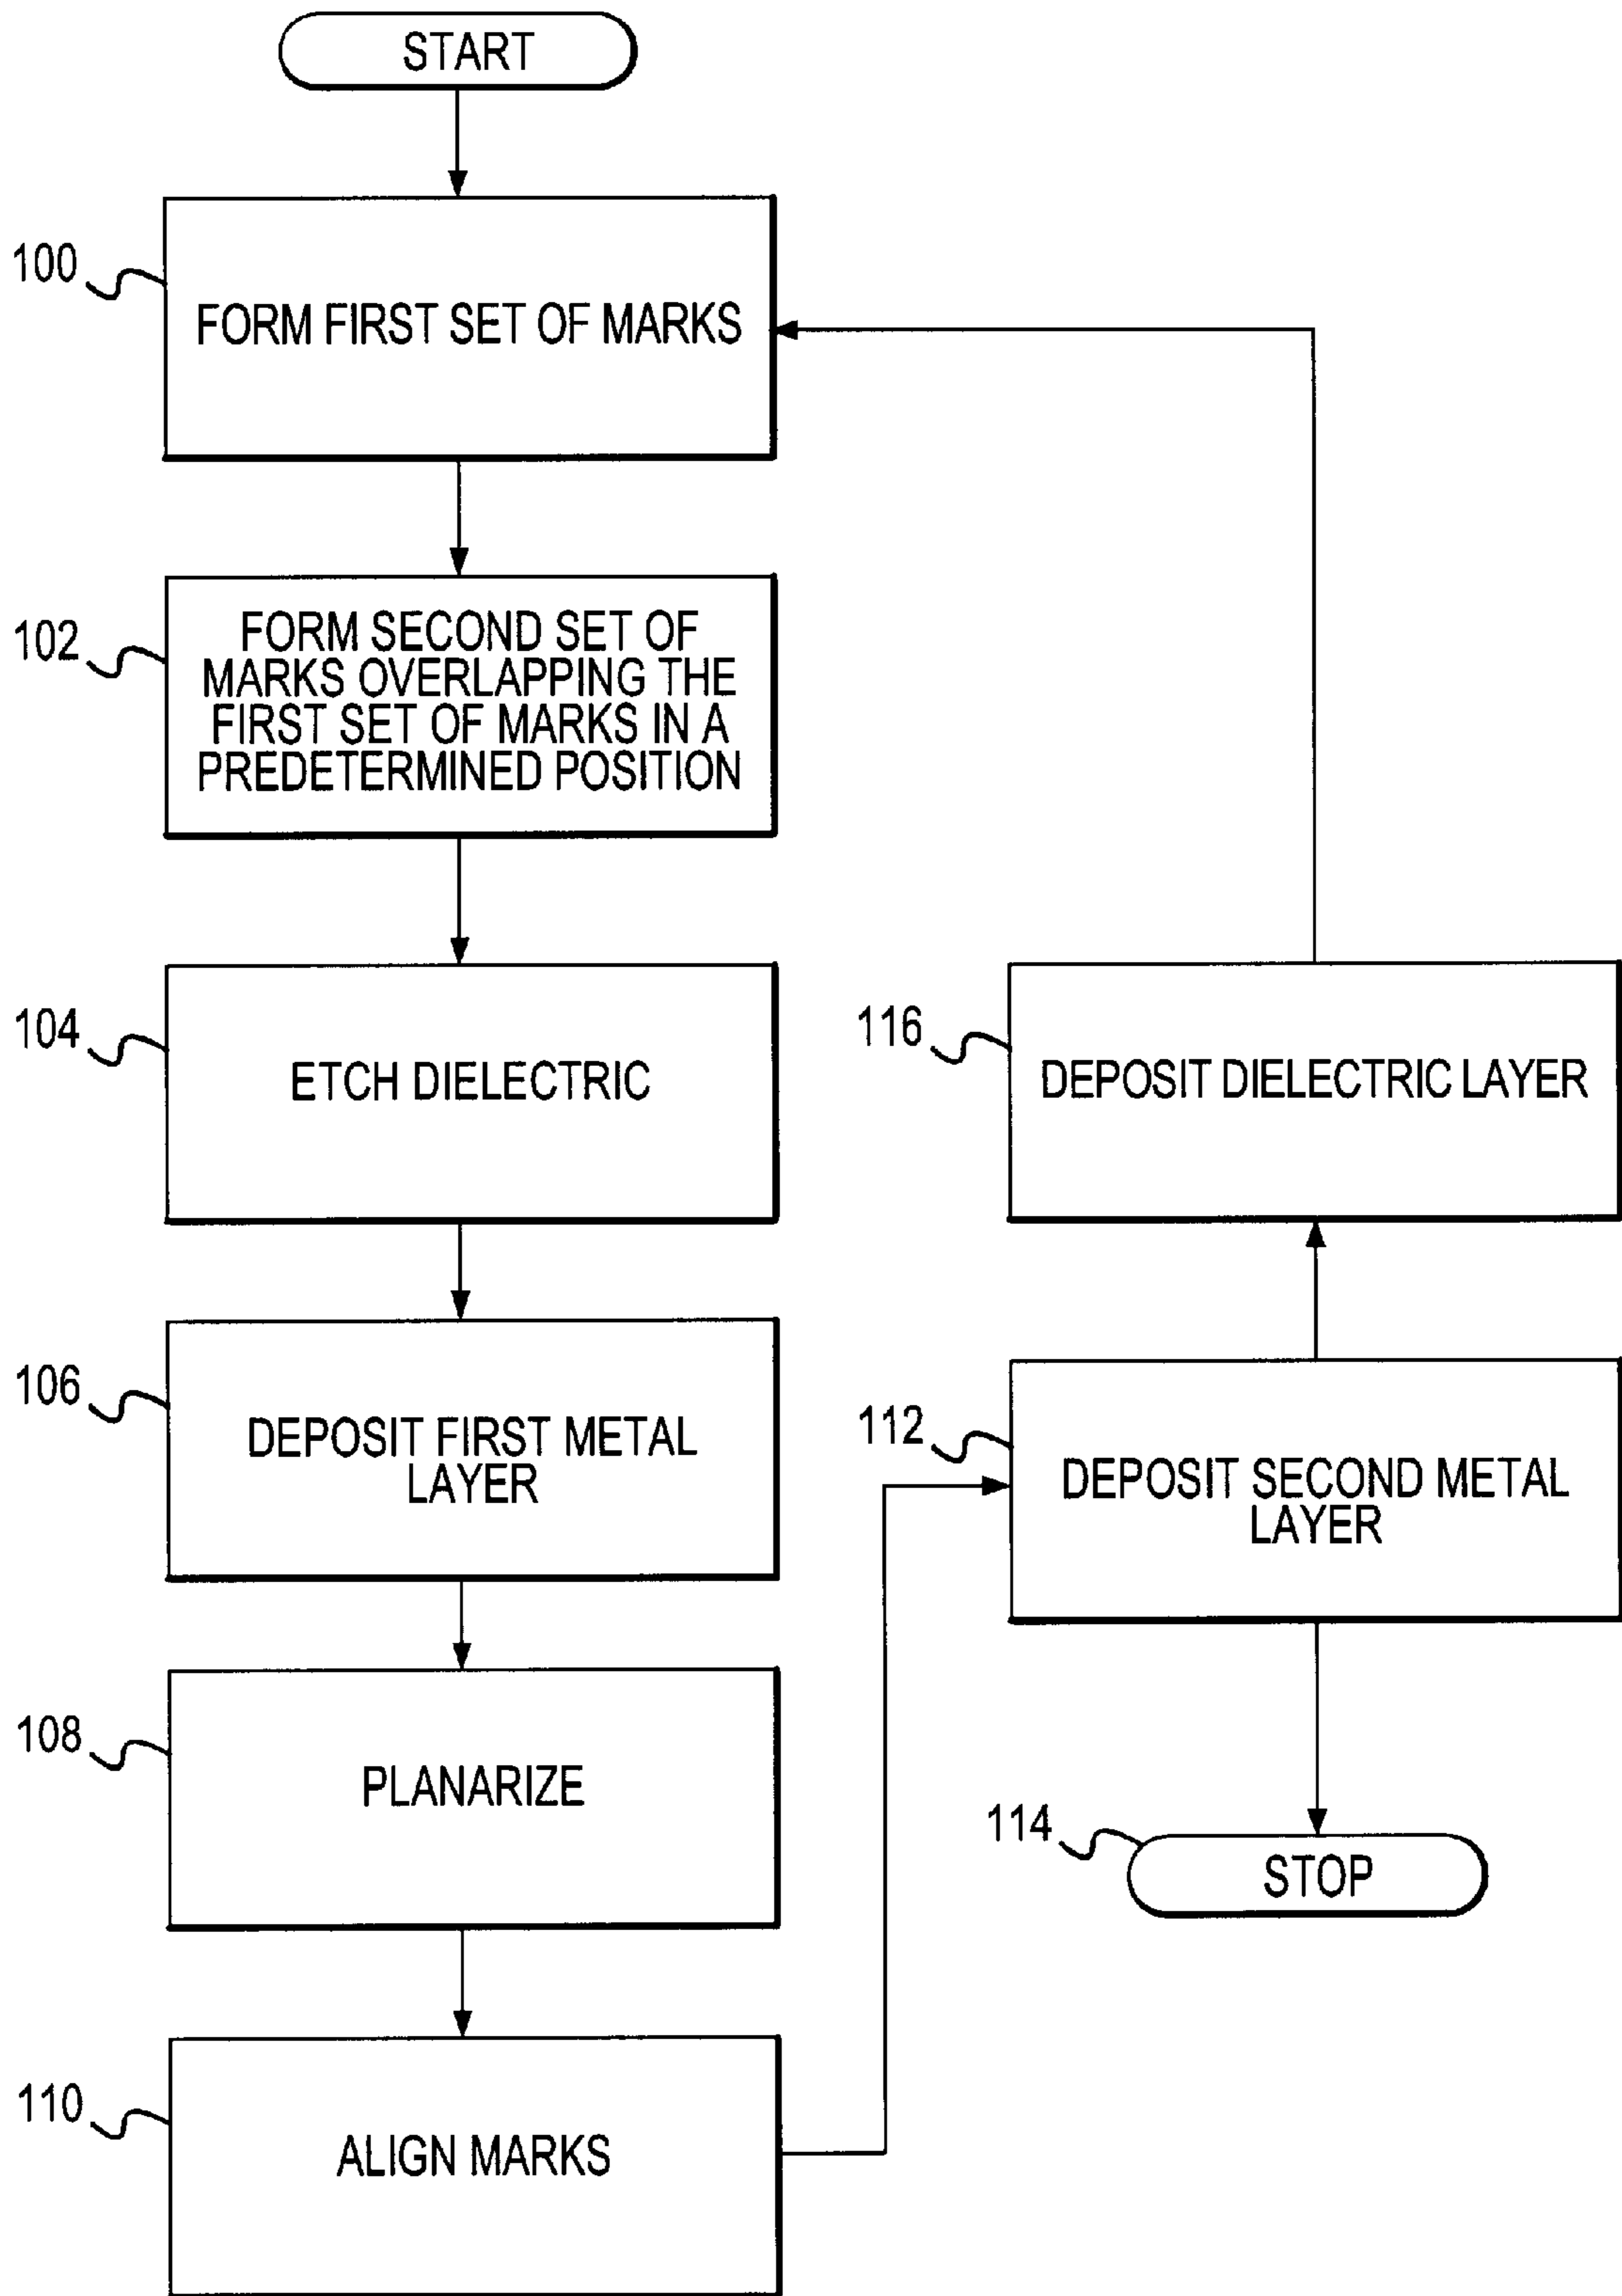 START
100
FORM FIRST SET OF MARKS
102
FORM SECOND SET OF
MARKS OVERLAPPING THE
FIRST SET OF MARKS IN A
PREDETERMINED POSITION
104
ETCH DIELECTRIC
106
DEPOSIT FIRST METAL
LAYER
108
PLANARIZE
110
ALIGN MARKS
112
DEPOSIT SECOND METAL
LAYER
114
STOP
116
DEPOSIT DIELECTRIC LAYER